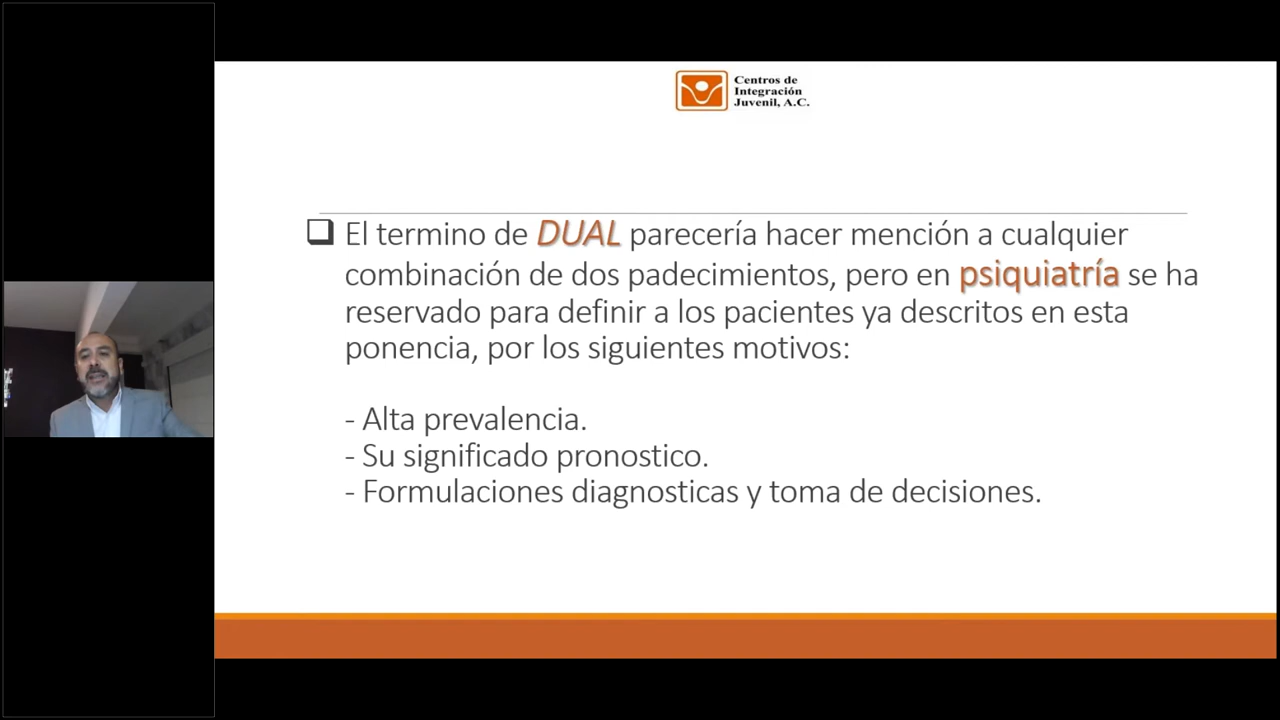 Centros de
Integración
Juvenil, A.C.
El termino de DUAL parecería hacer mención a cualquier
combinación de dos padecimientos, pero en psiquiatría se ha
reservado para definir a los pacientes ya descritos en esta
ponencia, por los siguientes motivos:
- Alta prevalencia.
- Su significado pronostico.
- Formulaciones diagnosticas y toma de decisiones.